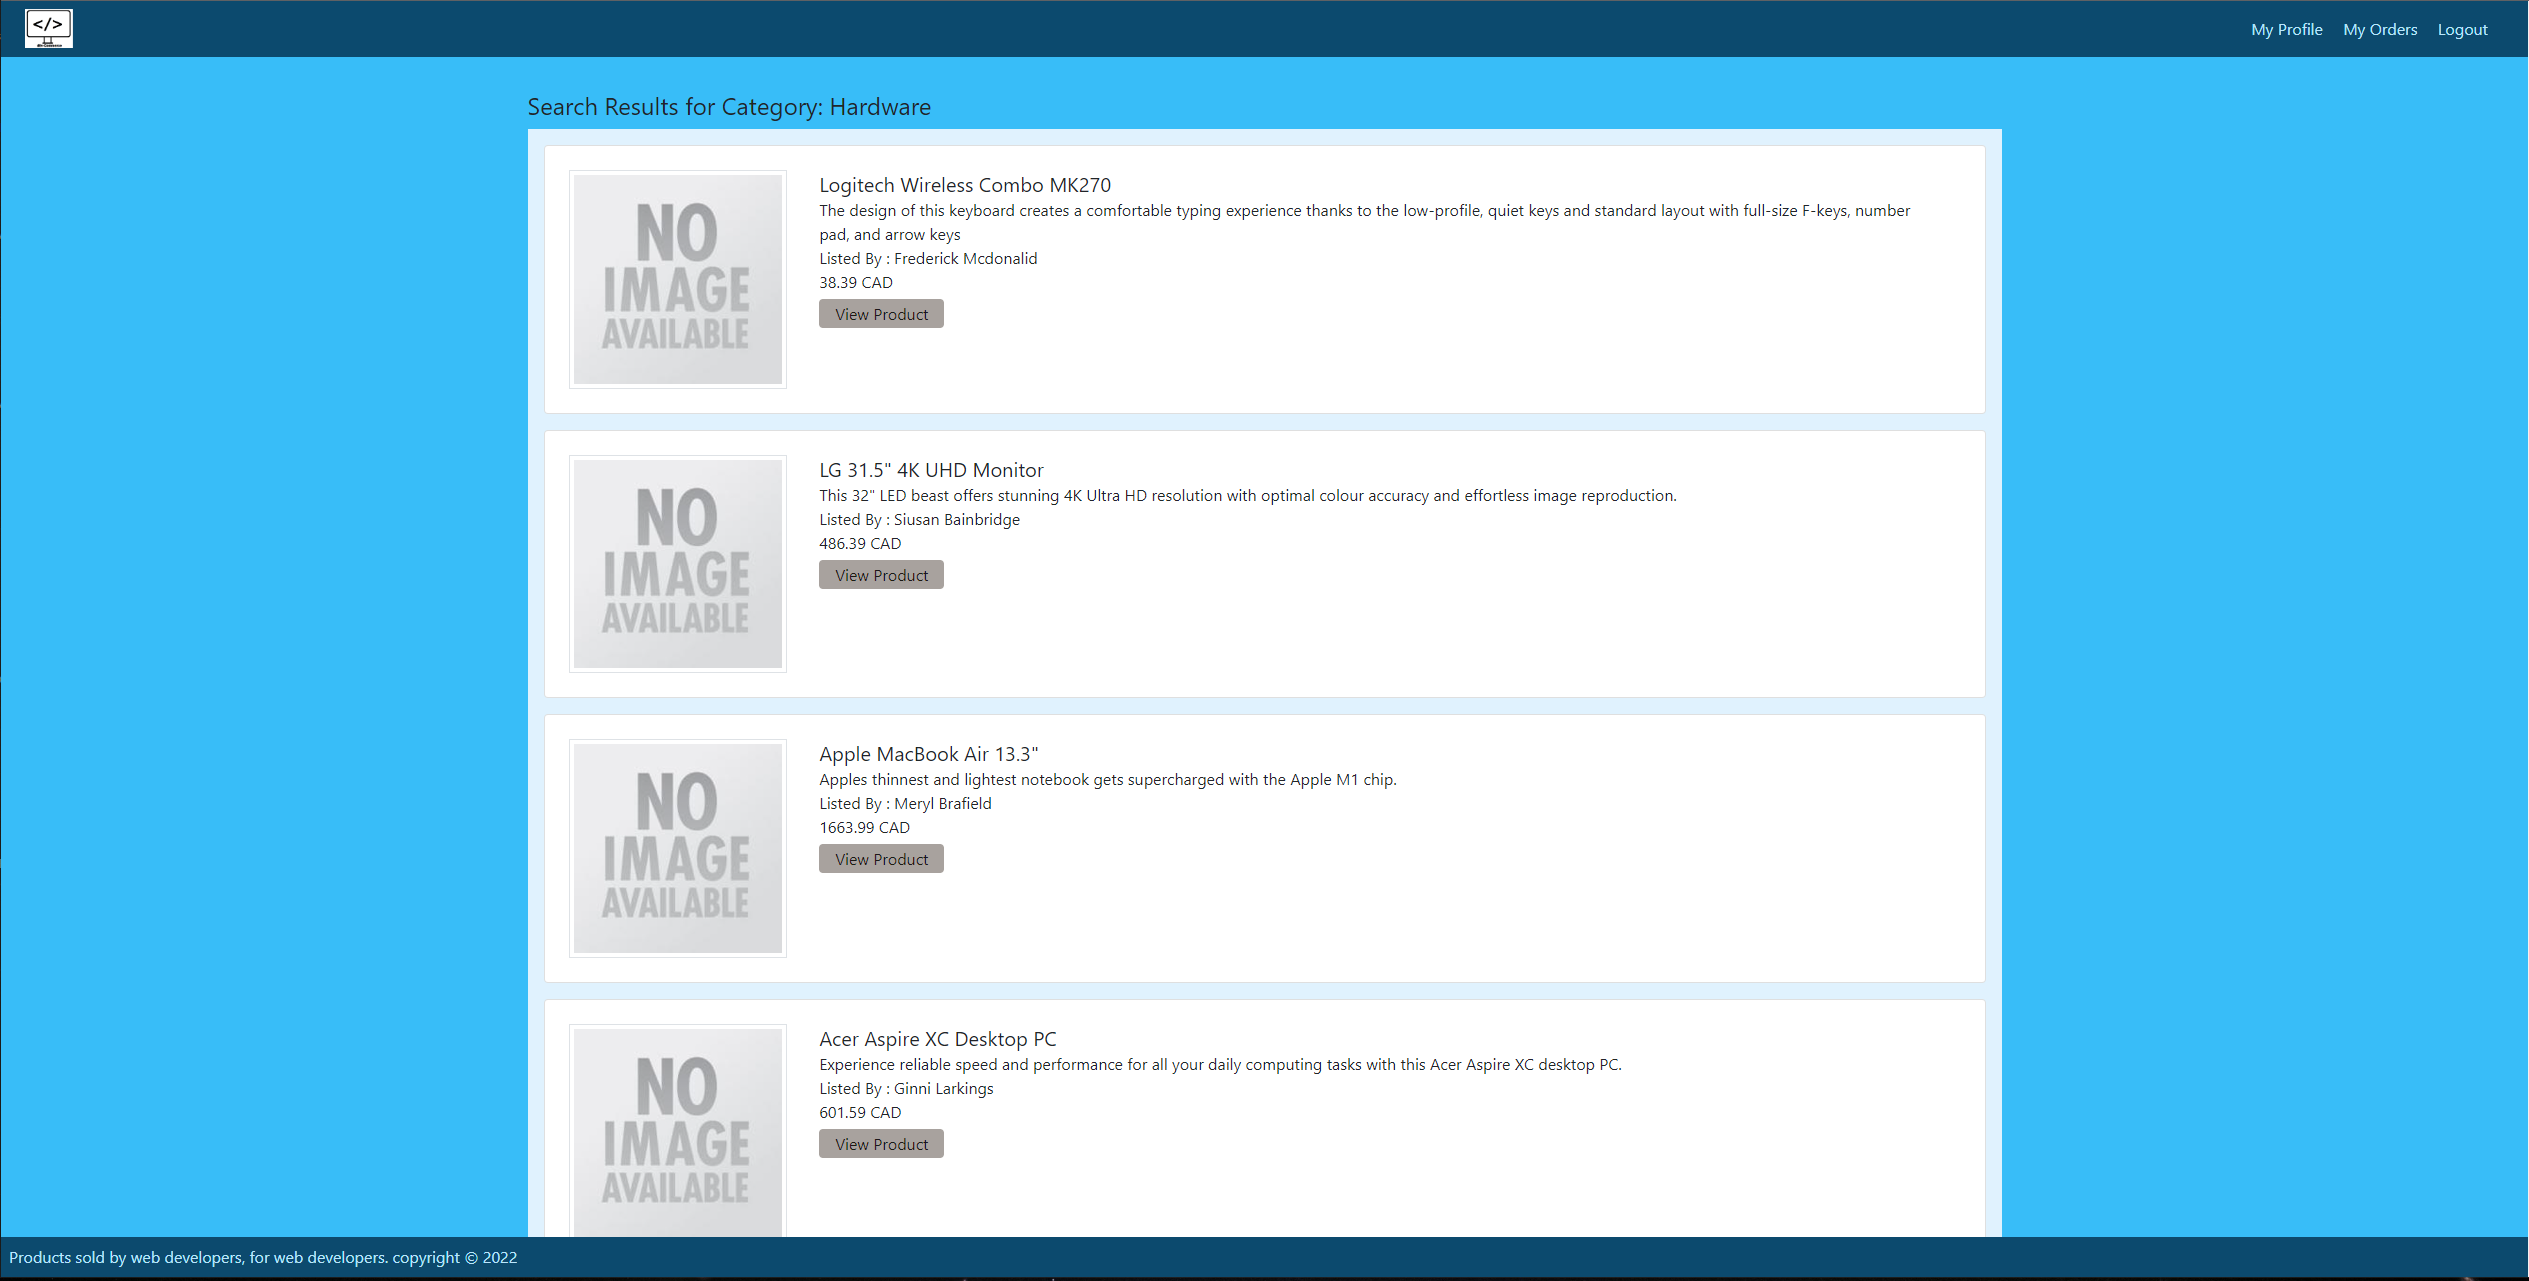 </>
My Profile My Orders Logout
Search Results for Category: Hardware
NO
IMAGE
AVAILABLE
Logitech Wireless Combo MK270
The design of this keyboard creates a comfortable typing experience thanks to the low-profile, quiet keys and standard layout with full-size F-keys, number
pad, and arrow keys
Listed By : Frederick Mcdonalid
38.39 CAD
View Product
NO
IMAGE
AVAILABLE
LG 31.5" 4K UHD Monitor
This 32" LED beast offers stunning 4K Ultra HD resolution with optimal colour accuracy and effortless image reproduction.
Listed By : Siusan Bainbridge
486.39 CAD
View Product
NO
IMAGE
AVAILABLE
Apple MacBook Air 13.3"
Apples thinnest and lightest notebook gets supercharged with the Apple M1 chip.
Listed By : Meryl Brafield
1663.99 CAD
View Product
NO
IMAGE
AVAILABLE
Acer Aspire XC Desktop PC
Experience reliable speed and performance for all your daily computing tasks with this Acer Aspire XC desktop PC.
Listed By : Ginni Larkings
601.59 CAD
View Product
Products sold by web developers, for web developers. copyright © 2022